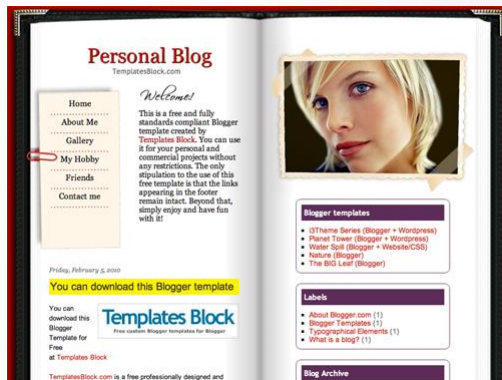 Personal Blog
TemplatesBlock.com
Home
About Me
Gallery
My Hobby
Friends
Contact me
Welcome!
This is a free and fully
standards compliant Blogger
template created by
Templates Block. You can use
it for your personal and
commercial projects without
any restrictions. The only
stipulation to the use of this
free template is that the links
appearing in the footer
remain intact. Beyond that,
simply enjoy and have fun
with it!
Friday, February 5, 2010
You can download this Blogger template
You can
download this
Blogger
Template for
Free
at Templates Block
Templates Block
Free custom Blogger templates for Blogger
TemplatesBlock.com is a free professionally designed and
Blogger templates
i3Theme Series (Blogger + Wordpress)
Planet Tower (Blogger + Wordpress)
Water Spill (Blogger + Website/CSS)
Nature (Blogger)
The BIG Leaf (Blogger)
Labels
About Blogger.com (1)
Blogger Templates (1)
Typographical Elements (1)
What is a blog? (1)
Blog Archive